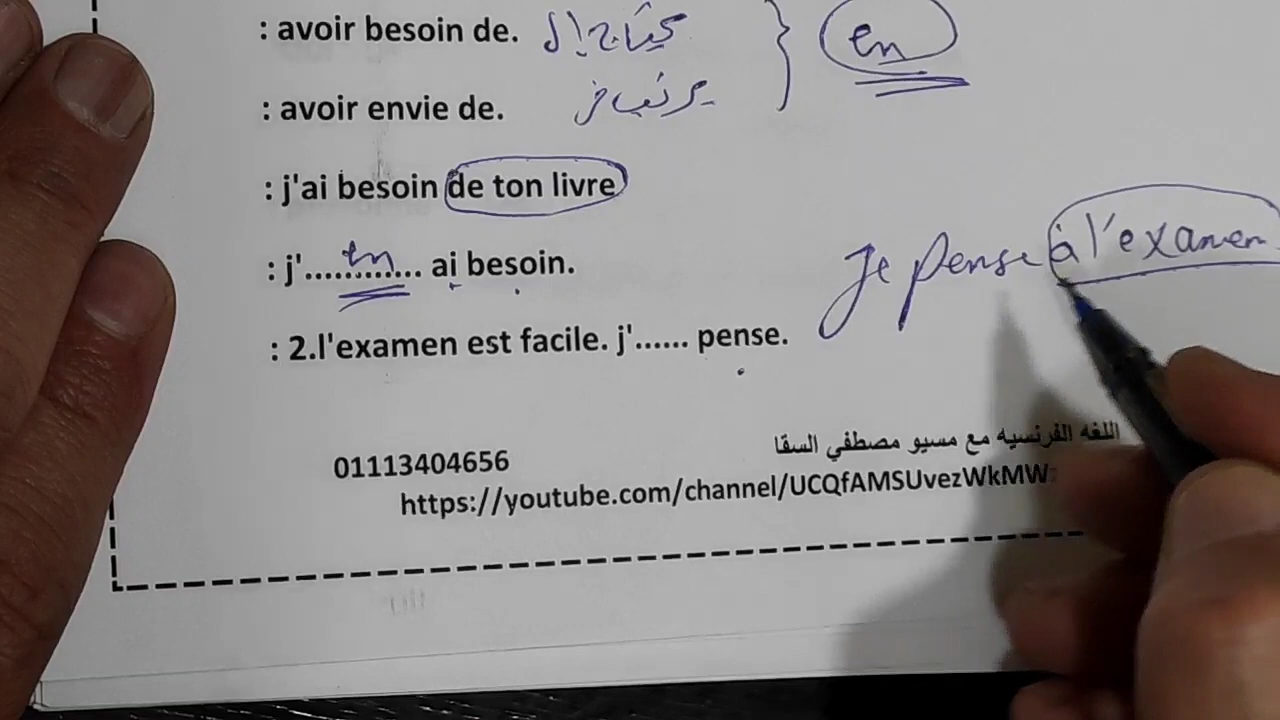 : avoir besoin de. يحتاج إلى en
: avoir envie de. يرغب في
: j'ai besoin de ton livre
: j'....en........ ai besoin.
Je pense à l'examen
: 2.l'examen est facile. j'...... pense.
اللغه الفرنسيه مع مسيو مصطفي السقا
01113404656
https://youtube.com/channel/UCQfAMSUvezWkMW